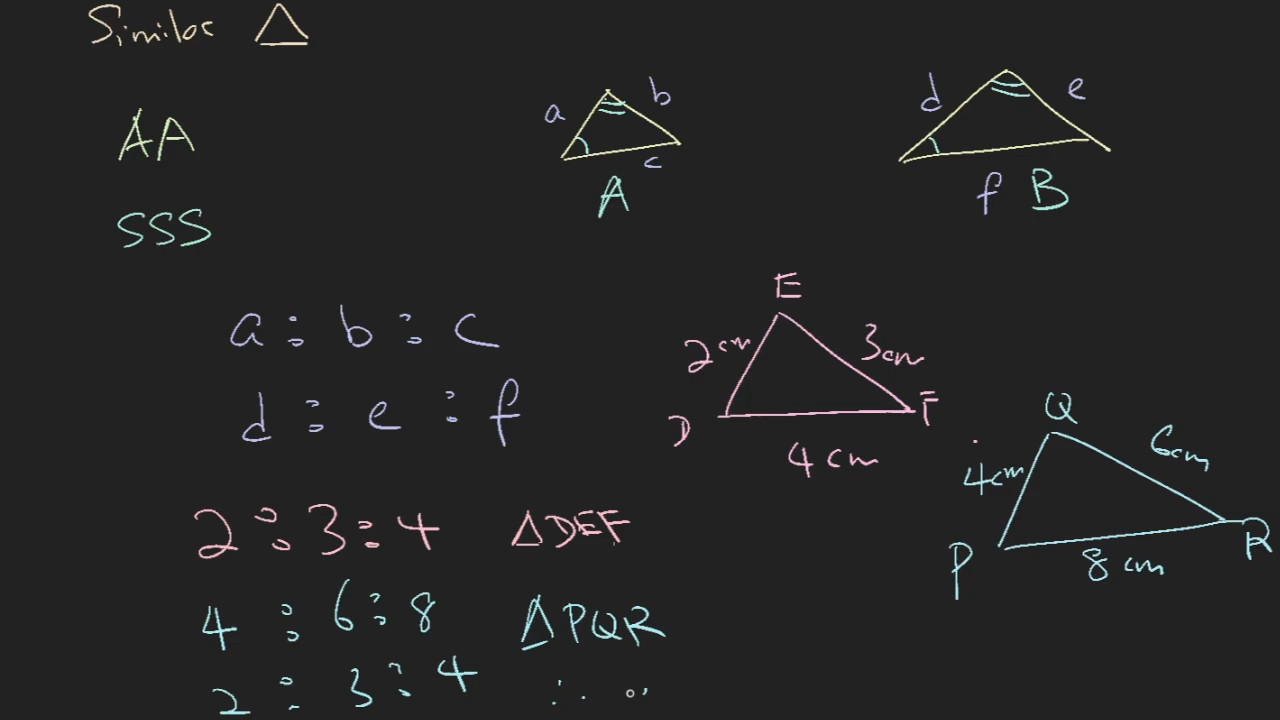 Similar △
AA
SSS
a b
c
A
d e
f B
a : b : c
d : e : f
E
2cm 3cm
D F
4 cm
Q
4cm 6cm
P R
8 cm
2 : 3 : 4 △DEF
4 : 6 : 8 △PQR
2 : 3 : 4 ∴